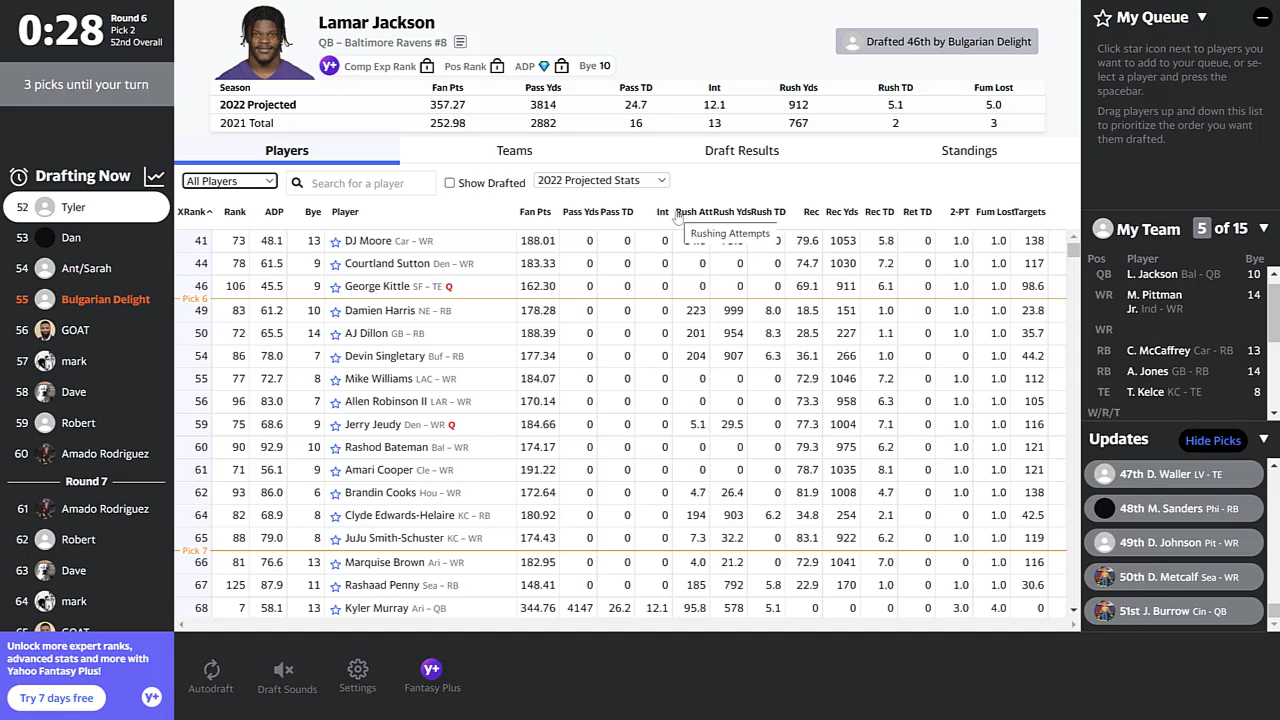 0:28
Round 6
Pick 2
52nd Overall
3 picks until your turn
Drafting Now
52 Tyler
53 Dan
54 Ant/Sarah
55 Bulgarian Delight
56 GOAT
57 mark
58 Dave
59 Robert
60 Amado Rodriguez
Round 7
61 Amado Rodriguez
62 Robert
63 Dave
64 mark
65 GOAT
Unlock more expert ranks,
advanced stats and more with
Yahoo Fantasy Plus!
Try 7 days free
y+
Lamar Jackson
QB – Baltimore Ravens #8
Drafted 46th by Bulgarian Delight
y+ Comp Exp Rank Pos Rank ADP Bye 10
Season Fan Pts Pass Yds Pass TD Int Rush Yds Rush TD Fum Lost
2022 Projected 357.27 3814 24.7 12.1 912 5.1 5.0
2021 Total 252.98 2882 16 13 767 2 3
Players Teams Draft Results Standings
All Players Search for a player Show Drafted 2022 Projected Stats
XRank Rank ADP Bye Player Fan Pts Pass Yds Pass TD Int Rush Att Rush Yds Rush TD Rec Rec Yds Rec TD Ret TD 2-PT Fum Lost Targets
Rushing Attempts
41 73 48.1 13 DJ Moore Car – WR 188.01 0 0 0 79.6 1053 5.8 0 1.0 1.0 138
44 78 61.5 9 Courtland Sutton Den – WR 183.33 0 0 0 0 0 0 74.7 1030 7.2 0 1.0 1.0 117
46 106 45.5 9 George Kittle SF – TE Q 162.30 0 0 0 0 0 0 69.1 911 6.1 0 1.0 1.0 98.6
Pick 6
49 83 61.2 10 Damien Harris NE – RB 178.28 0 0 0 223 999 8.0 18.5 151 1.0 0 1.0 1.0 23.8
50 72 65.5 14 AJ Dillon GB – RB 188.39 0 0 0 201 954 8.3 28.5 227 1.1 0 1.0 1.0 35.7
54 86 78.0 7 Devin Singletary Buf – RB 177.34 0 0 0 204 907 6.3 36.1 266 1.0 0 0 1.0 44.2
55 77 72.7 8 Mike Williams LAC – WR 184.07 0 0 0 0 0 0 72.9 1046 7.2 0 1.0 1.0 112
56 96 83.0 7 Allen Robinson II LAR – WR 170.14 0 0 0 0 0 0 73.3 958 6.3 0 1.0 1.0 105
59 75 68.6 9 Jerry Jeudy Den – WR Q 184.66 0 0 0 5.1 29.5 0 77.3 1004 7.1 0 1.0 1.0 116
60 90 92.9 10 Rashod Bateman Bal – WR 174.17 0 0 0 0 0 0 79.3 975 6.2 0 1.0 1.0 121
61 71 56.1 9 Amari Cooper Cle – WR 191.22 0 0 0 0 0 0 78.7 1035 8.1 0 1.0 1.0 121
62 93 86.0 6 Brandin Cooks Hou – WR 172.64 0 0 0 4.7 26.4 0 81.9 1008 4.7 0 1.0 1.0 138
64 82 68.9 8 Clyde Edwards-Helaire KC – RB 180.92 0 0 0 194 903 6.2 34.8 254 2.1 0 1.0 1.0 42.5
65 88 79.0 8 JuJu Smith-Schuster KC – WR 174.43 0 0 0 7.3 32.2 0 83.1 922 6.2 0 1.0 1.0 119
Pick 7
66 81 76.6 13 Marquise Brown Ari – WR 182.95 0 0 0 4.0 21.2 0 72.9 1041 7.0 0 1.0 1.0 116
67 125 87.9 11 Rashaad Penny Sea – RB 148.41 0 0 0 185 792 5.8 22.9 170 1.0 0 1.0 1.0 30.6
68 7 58.1 13 Kyler Murray Ari – QB 344.76 4147 26.2 12.1 95.8 578 5.1 0 0 0 0 3.0 4.0 0
Autodraft
Draft Sounds
Settings
y+
Fantasy Plus
My Queue
Click star icon next to players you
want to add to your queue, or se-
lect a player and press the
spacebar.
Drag players up and down this list
to prioritize the order you want
them drafted.
My Team 5 of 15
Pos Player Bye
QB L. Jackson Bal - QB 10
WR M. Pittman Jr. Ind - WR 14
WR
RB C. McCaffrey Car - RB 13
RB A. Jones GB - RB 14
TE T. Kelce KC - TE 8
W/R/T
Updates Hide Picks
47th D. Waller LV - TE
48th M. Sanders Phi - RB
49th D. Johnson Pit - WR
50th D. Metcalf Sea - WR
51st J. Burrow Cin - QB